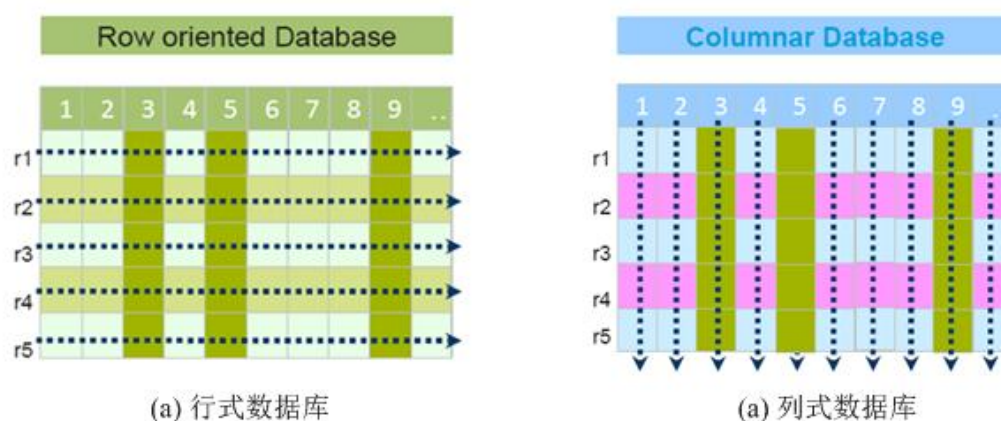 Row oriented Database
1 2 3 4 5 6 7 8 9 ..
r1
r2
r3
r4
r5
(a) 行式数据库
Columnar Database
1 2 3 4 5 6 7 8 9 ..
r1
r2
r3
r4
r5
(a) 列式数据库